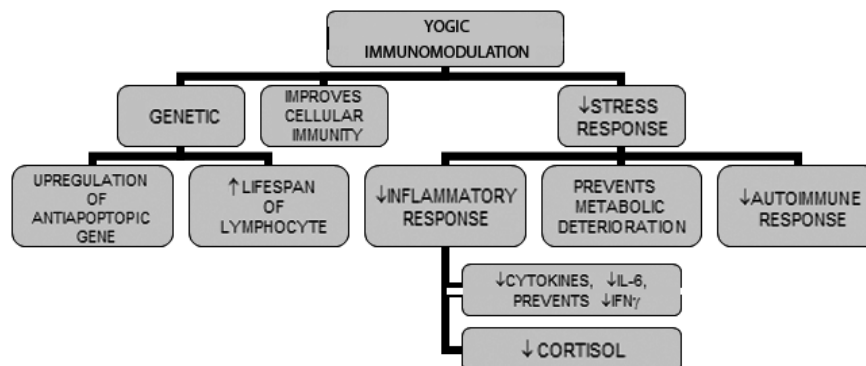 YOGIC
IMMUNOMODULATION
GENETIC
IMPROVES
CELLULAR
IMMUNITY
↓STRESS
RESPONSE
UPREGULATION
OF
ANTIAPOPTOPIC
GENE
↑LIFESPAN
OF
LYMPHOCYTE
↓INFLAMMATORY
RESPONSE
PREVENTS
METABOLIC
DETERIORATION
↓AUTOIMMUNE
RESPONSE
↓CYTOKINES, ↓IL-6,
PREVENTS ↓IFNγ
↓ CORTISOL